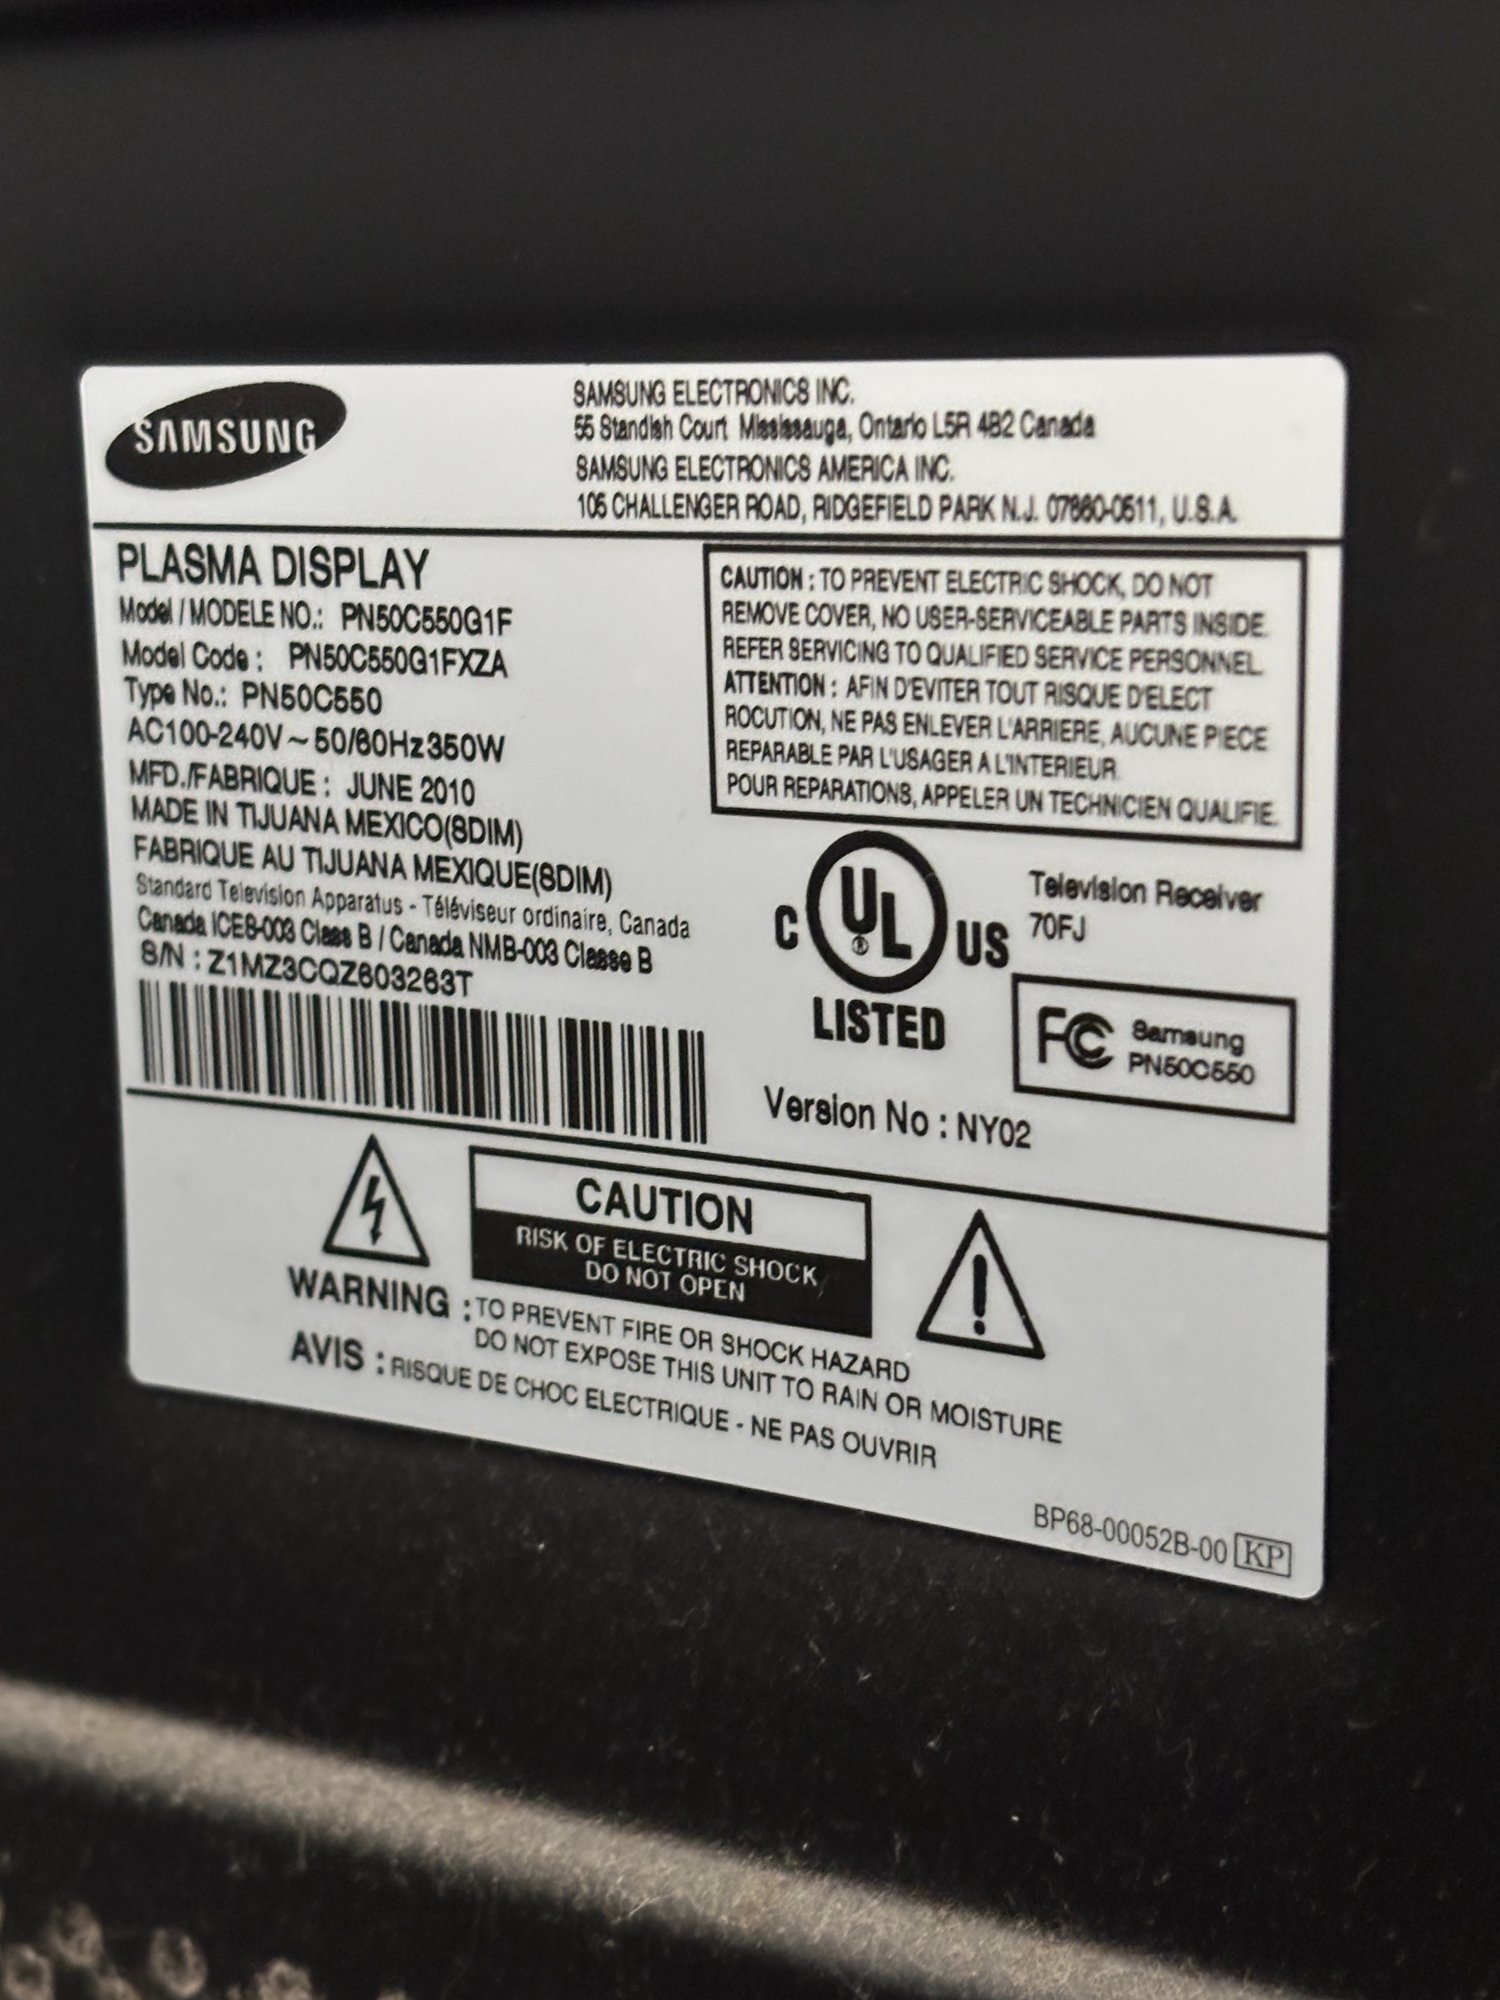 SAMSUNG
SAMSUNG ELECTRONICS INC.
55 Standish Court Mississauga, Ontario L5R 4B2 Canada
SAMSUNG ELECTRONICS AMERICA INC.
105 CHALLENGER ROAD, RIDGEFIELD PARK N.J. 07660-0511, U.S.A.
PLASMA DISPLAY
Model / MODELE NO.: PN50C550G1F
Model Code : PN50C550G1FXZA
Type No.: PN50C550
AC100-240V ~ 50/60Hz 350W
MFD./FABRIQUE : JUNE 2010
MADE IN TIJUANA MEXICO(SDIM)
FABRIQUE AU TIJUANA MEXIQUE(SDIM)
Standard Television Apparatus - Téléviseur ordinaire, Canada
Canada ICES-003 Class B / Canada NMB-003 Classe B
S/N : Z1MZ3CQZ603263T
CAUTION : TO PREVENT ELECTRIC SHOCK, DO NOT
REMOVE COVER, NO USER-SERVICEABLE PARTS INSIDE.
REFER SERVICING TO QUALIFIED SERVICE PERSONNEL.
ATTENTION : AFIN D'EVITER TOUT RISQUE D'ELECT
ROCUTION, NE PAS ENLEVER L'ARRIERE, AUCUNE PIECE
REPARABLE PAR L'USAGER A L'INTERIEUR.
POUR REPARATIONS, APPELER UN TECHNICIEN QUALIFIE.
C UL ® US
LISTED
Television Receiver
70FJ
FC Samsung
PN50C550
Version No : NY02
CAUTION
RISK OF ELECTRIC SHOCK
DO NOT OPEN
WARNING : TO PREVENT FIRE OR SHOCK HAZARD
DO NOT EXPOSE THIS UNIT TO RAIN OR MOISTURE
AVIS : RISQUE DE CHOC ELECTRIQUE - NE PAS OUVRIR
BP68-00052B-00 KP